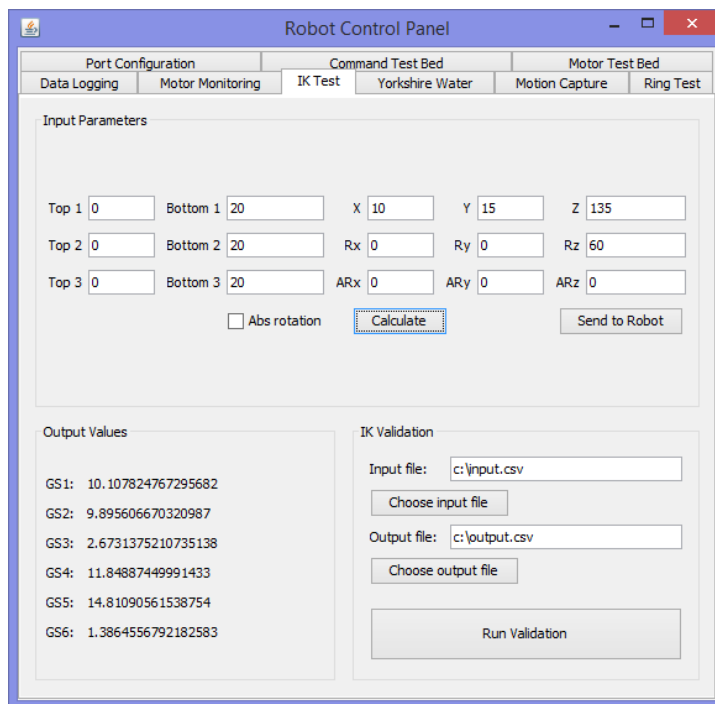 Robot Control Panel
Port Configuration Command Test Bed Motor Test Bed
Data Logging Motor Monitoring IK Test Yorkshire Water Motion Capture Ring Test
Input Parameters
Top 1 0 Bottom 1 20 X 10 Y 15 Z 135
Top 2 0 Bottom 2 20 Rx 0 Ry 0 Rz 60
Top 3 0 Bottom 3 20 ARx 0 ARy 0 ARz 0
Abs rotation Calculate Send to Robot
Output Values
GS1: 10.107824767295682
GS2: 9.895606670320987
GS3: 2.6731375210735138
GS4: 11.84887449991433
GS5: 14.81090561538754
GS6: 1.3864556792182583
IK Validation
Input file: c:\input.csv
Choose input file
Output file: c:\output.csv
Choose output file
Run Validation